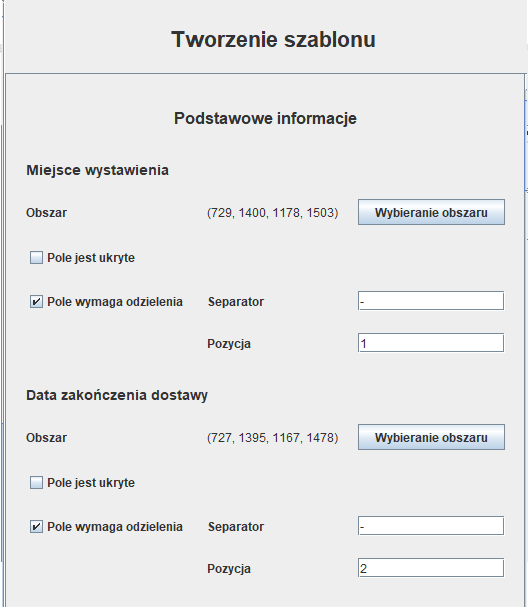 Tworzenie szablonu
Podstawowe informacje
Miejsce wystawienia
Obszar (729, 1400, 1178, 1503) Wybieranie obszaru
Pole jest ukryte
Pole wymaga odzielenia Separator -
Pozycja 1
Data zakończenia dostawy
Obszar (727, 1395, 1167, 1478) Wybieranie obszaru
Pole jest ukryte
Pole wymaga odzielenia Separator -
Pozycja 2